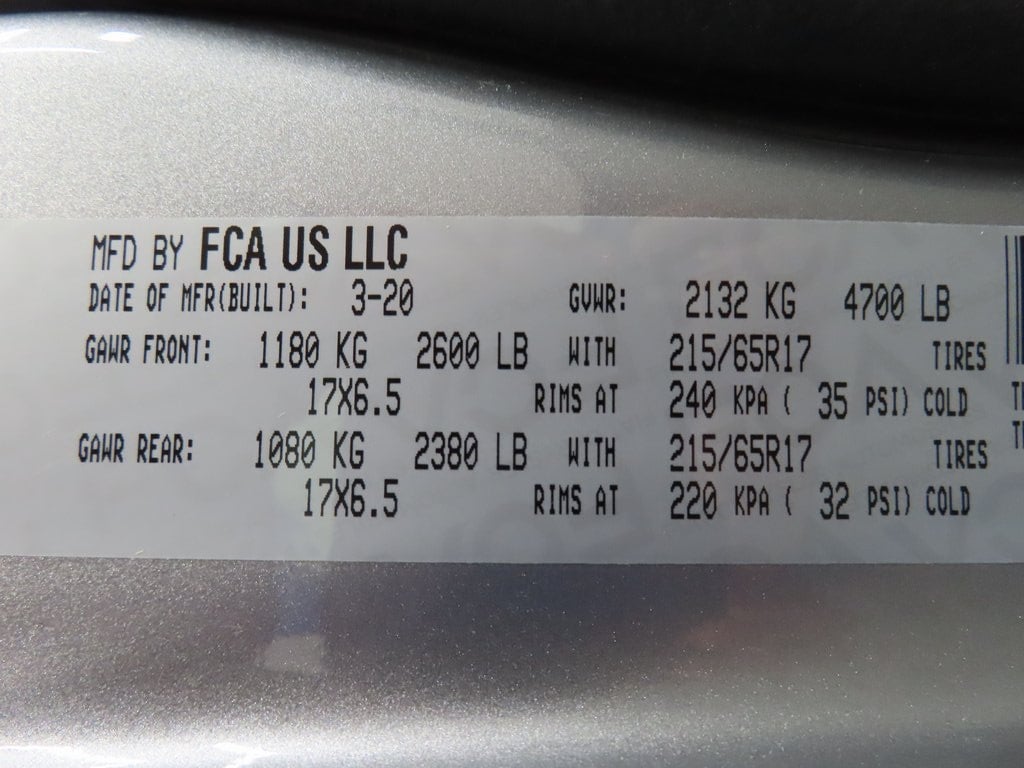 MFD BY FCA US LLC
DATE OF MFR(BUILT): 3-20 GVWR: 2132 KG 4700 LB
GAWR FRONT: 1180 KG 2600 LB WITH 215/65R17 TIRES
17X6.5 RIMS AT 240 KPA ( 35 PSI) COLD
GAWR REAR: 1080 KG 2380 LB WITH 215/65R17 TIRES
17X6.5 RIMS AT 220 KPA ( 32 PSI) COLD